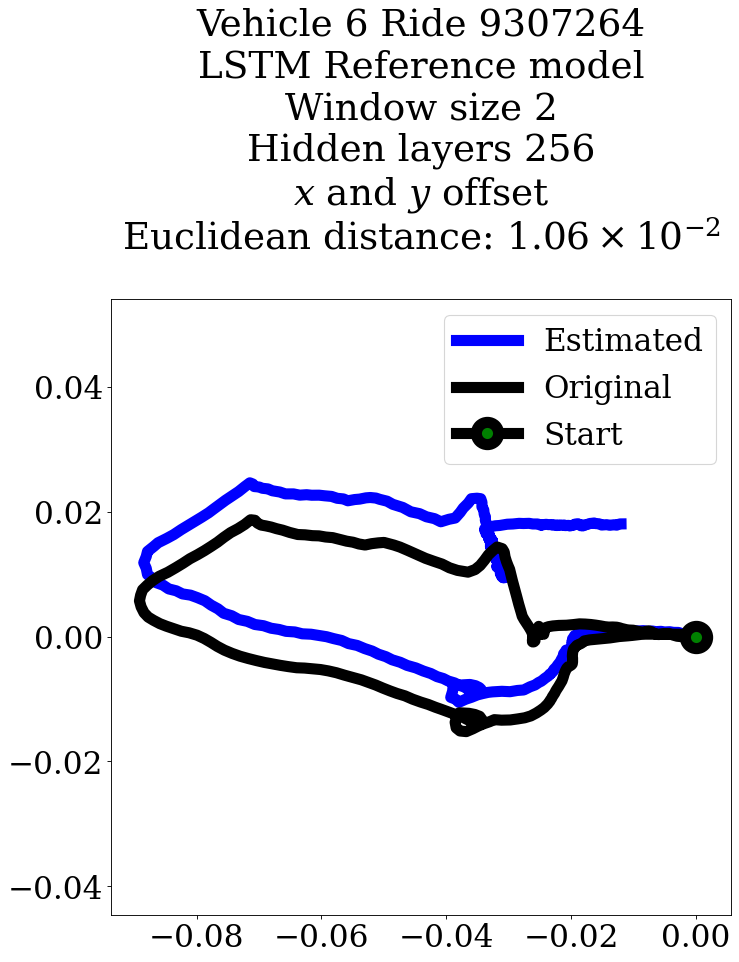 Vehicle 6 Ride 9307264
LSTM Reference model
Window size 2
Hidden layers 256
x and y offset
Euclidean distance: 1.06 × 10⁻²
Estimated
Original
Start
0.04
0.02
0.00
−0.02
−0.04
−0.08 −0.06 −0.04 −0.02 0.00